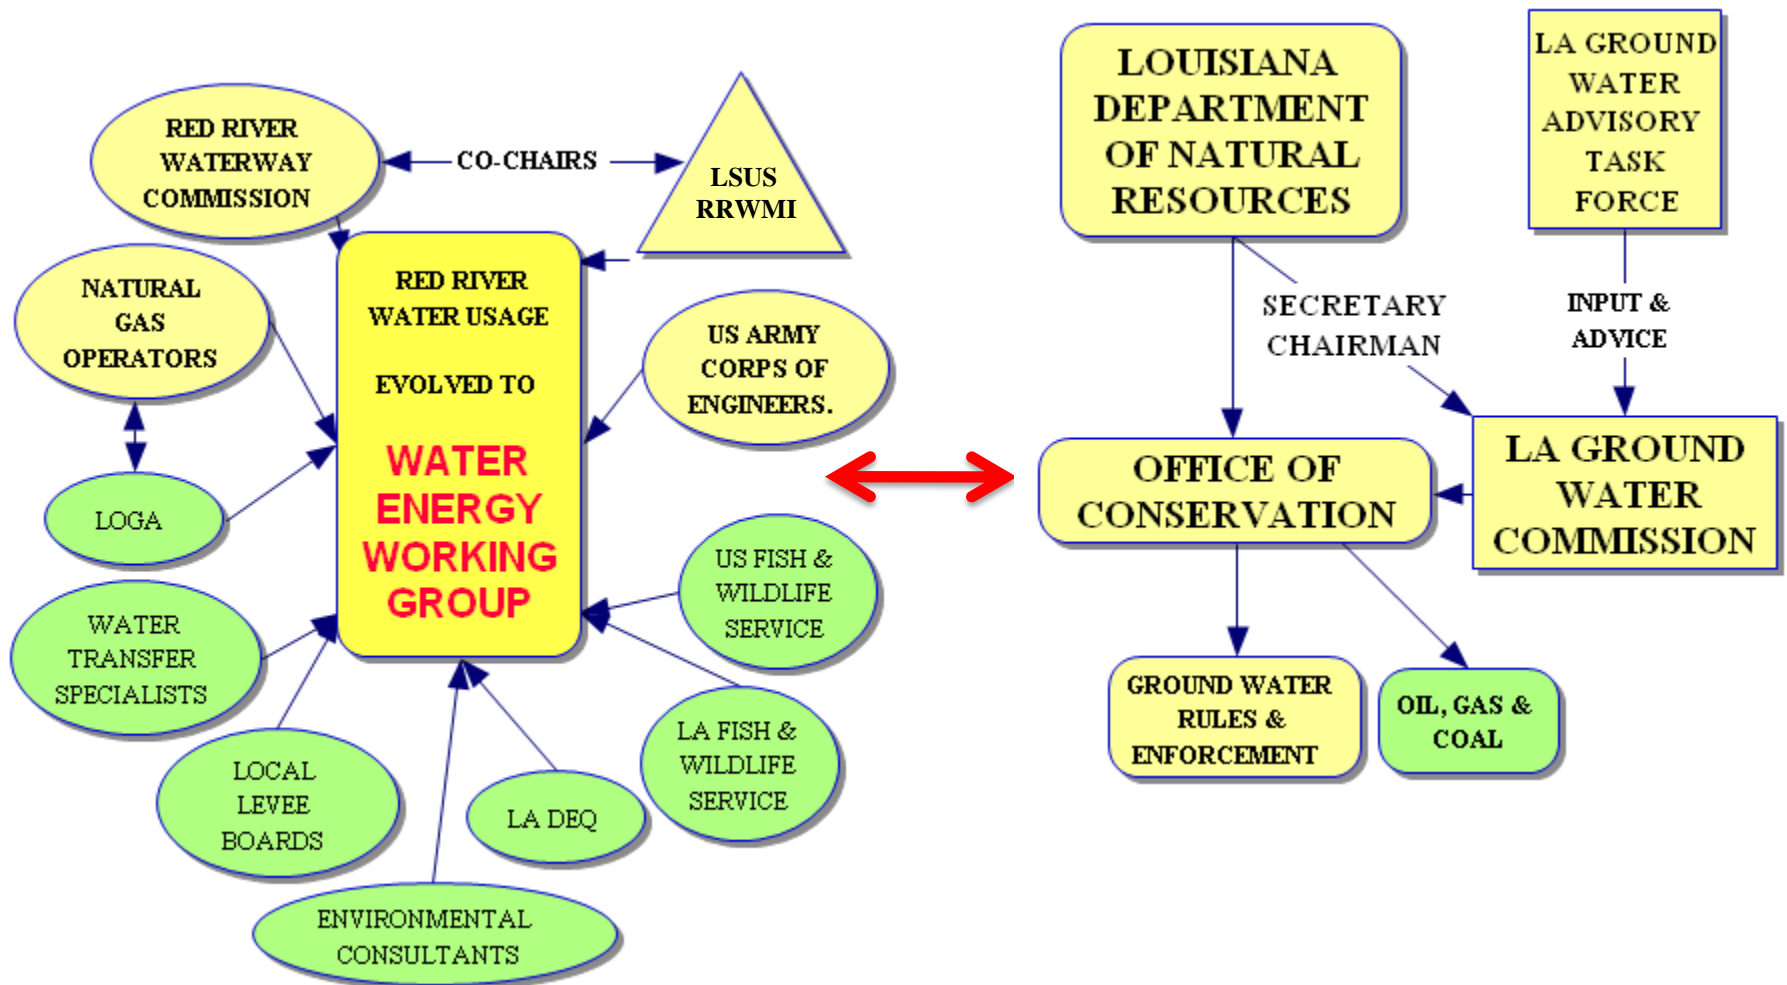 RED RIVER
WATERWAY
COMMISSION
CO-CHAIRS
LSUS
RRWMI
NATURAL
GAS
OPERATORS
RED RIVER
WATER USAGE
EVOLVED TO
WATER
ENERGY
WORKING
GROUP
US ARMY
CORPS OF
ENGINEERS.
LOGA
WATER
TRANSFER
SPECIALISTS
LOCAL
LEVEE
BOARDS
ENVIRONMENTAL
CONSULTANTS
LA DEQ
LA FISH &
WILDLIFE
SERVICE
US FISH &
WILDLIFE
SERVICE
LOUISIANA
DEPARTMENT
OF NATURAL
RESOURCES
LA GROUND
WATER
ADVISORY
TASK
FORCE
SECRETARY
CHAIRMAN
INPUT &
ADVICE
OFFICE OF
CONSERVATION
LA GROUND
WATER
COMMISSION
GROUND WATER
RULES &
ENFORCEMENT
OIL, GAS &
COAL